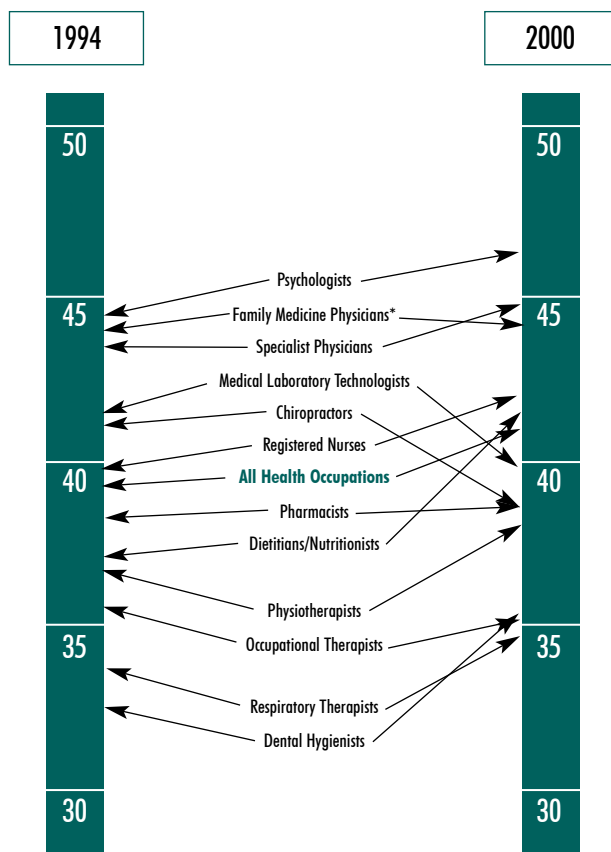 1994 2000
50 50
Psychologists
45 Family Medicine Physicians* 45
Specialist Physicians
Medical Laboratory Technologists
Chiropractors
Registered Nurses
40 All Health Occupations 40
Pharmacists
Dietitians/Nutritionists
Physiotherapists
35 Occupational Therapists 35
Respiratory Therapists
Dental Hygienists
30 30